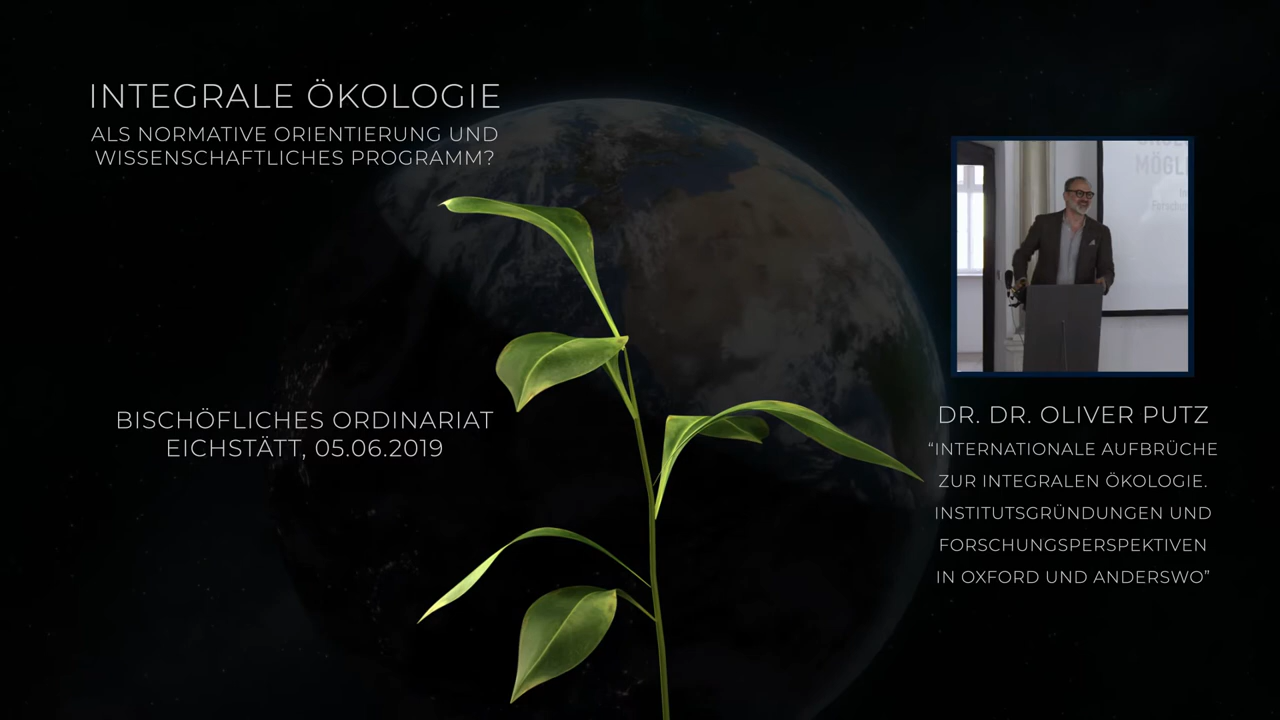 INTEGRALE ÖKOLOGIE
ALS NORMATIVE ORIENTIERUNG UND
WISSENSCHAFTLICHES PROGRAMM?
BISCHÖFLICHES ORDINARIAT
EICHSTÄTT, 05.06.2019
MÖGL
DR. DR. OLIVER PUTZ
“INTERNATIONALE AUFBRÜCHE
ZUR INTEGRALEN ÖKOLOGIE.
INSTITUTSGRÜNDUNGEN UND
FORSCHUNGSPERSPEKTIVEN
IN OXFORD UND ANDERSWO”